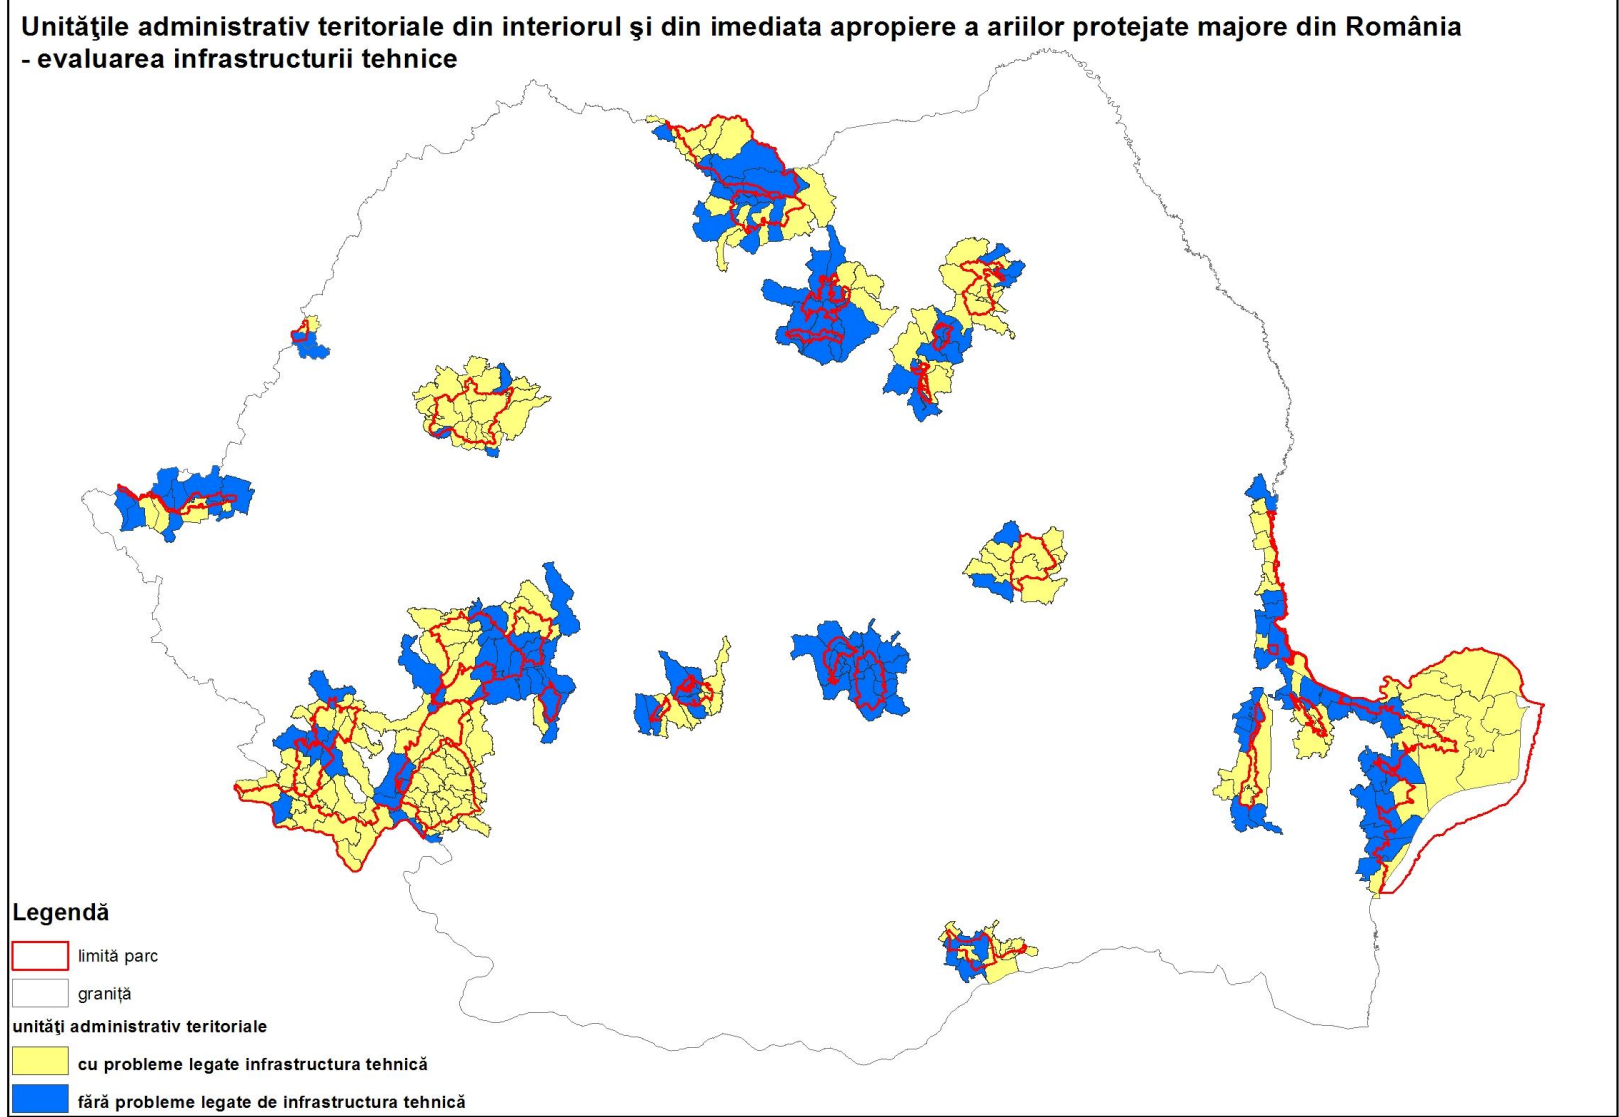 Unităţile administrativ teritoriale din interiorul şi din imediata apropiere a ariilor protejate majore din România
- evaluarea infrastructurii tehnice
Legendă
limită parc
graniță
unităţi administrativ teritoriale
cu probleme legate infrastructura tehnică
fără probleme legate de infrastructura tehnică